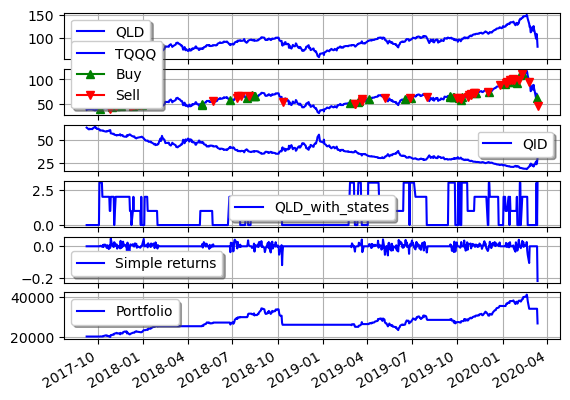 150
QLD
100
TQQQ
Buy
100
Sell
50
50
QID
25
2.5
QLD_with_states
0.0
0.0
Simple returns
−0.2
40000
Portfolio
20000
2017-10 2018-01 2018-04 2018-07 2018-10 2019-01 2019-04 2019-07 2019-10 2020-01 2020-04